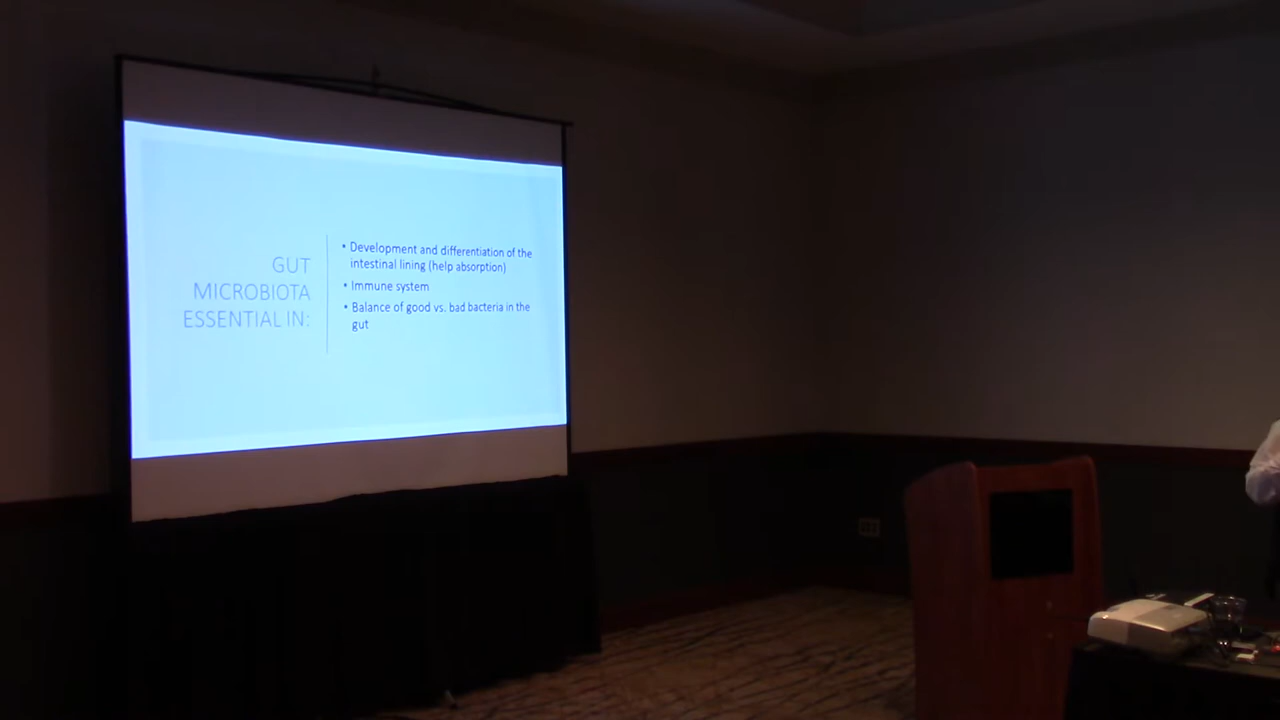 GUT
MICROBIOTA
ESSENTIAL IN:
• Development and differentiation of the
intestinal lining (help absorption)
• Immune system
• Balance of good vs. bad bacteria in the
gut